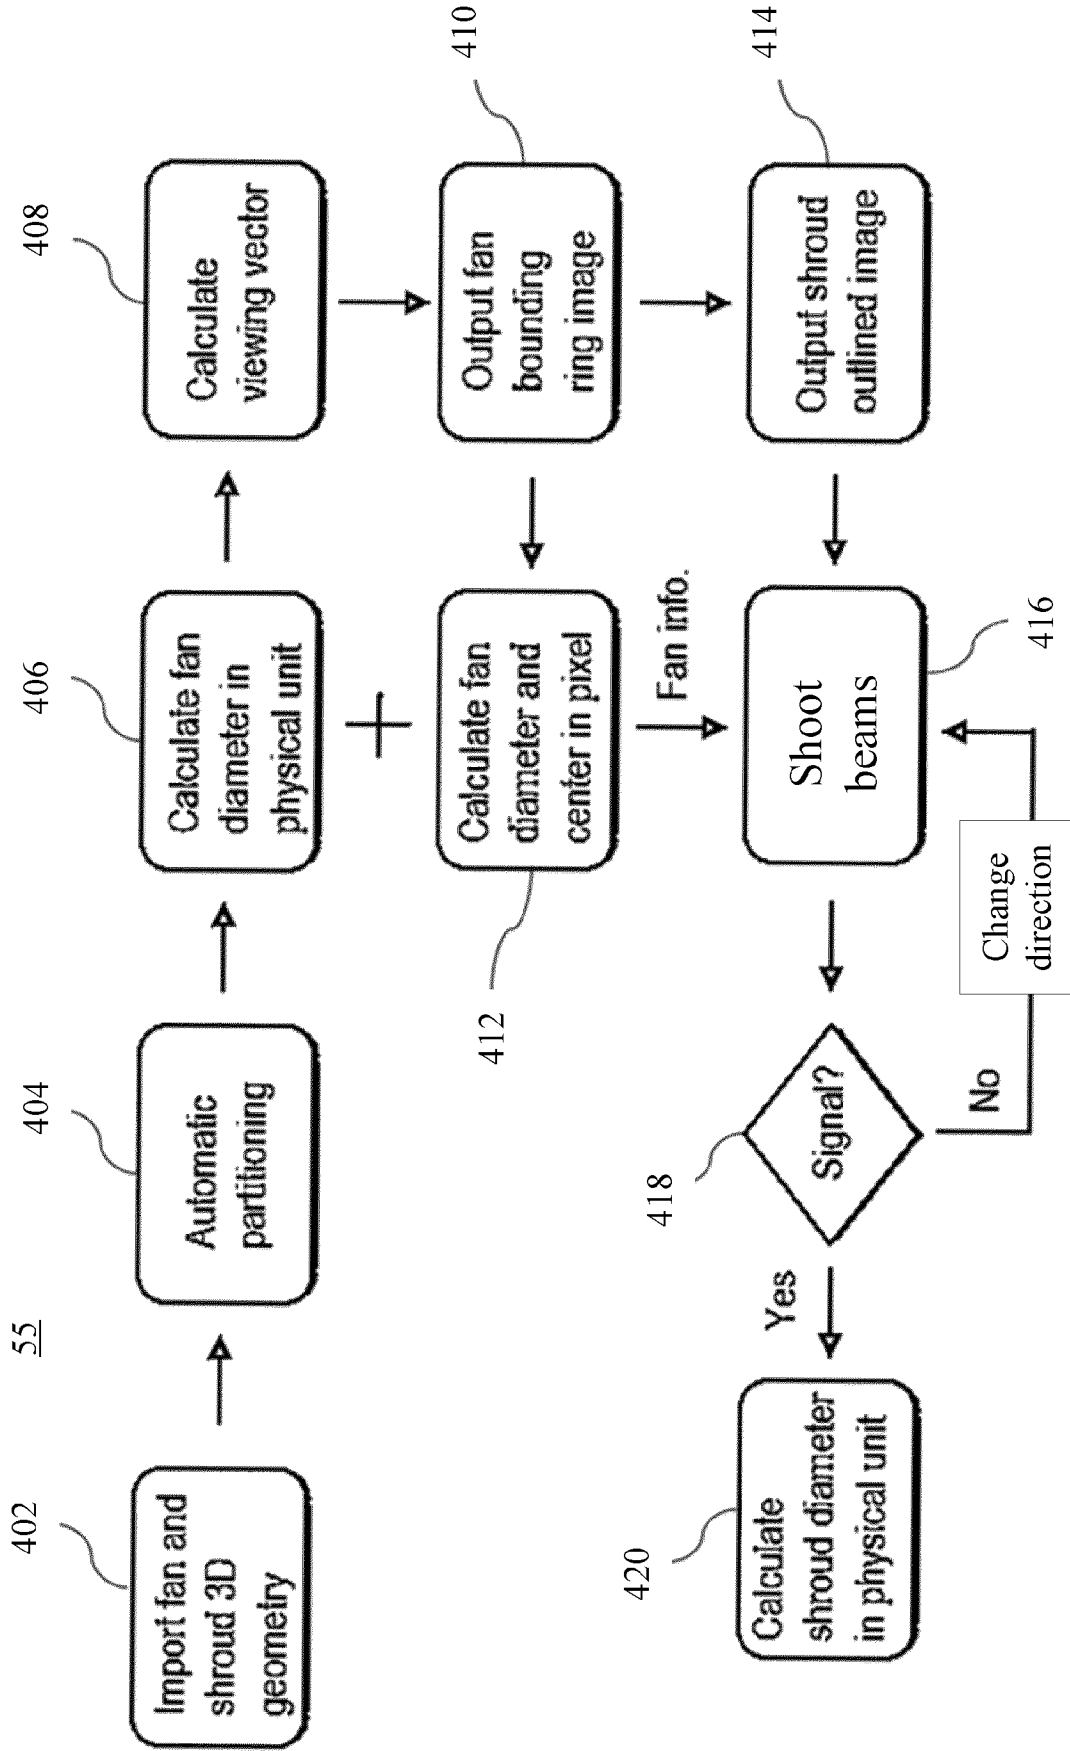 55
402
Import fan and
shroud 3D
geometry
404
Automatic
partitioning
406
Calculate fan
diameter in
physical unit
408
Calculate
viewing vector
+
412
Calculate fan
diameter and
center in pixel
410
Output fan
bounding
ring image
Fan info.
420
Calculate
shroud diameter
in physical unit
Yes
418
Signal?
No
Change
direction
416
Shoot
beams
414
Output shroud
outlined image